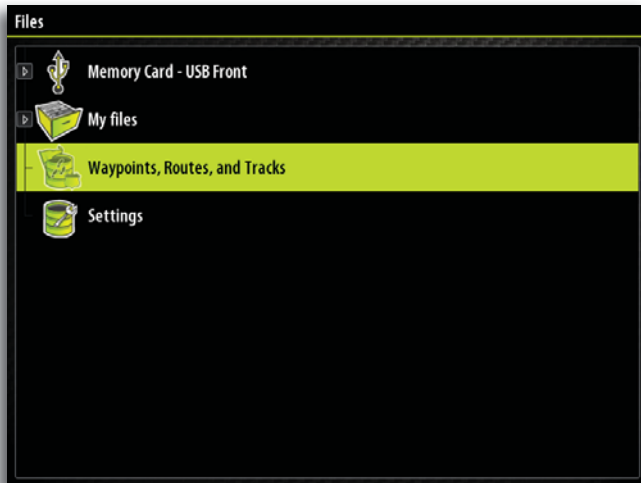 Files
Memory Card - USB Front
My files
Waypoints, Routes, and Tracks
Settings